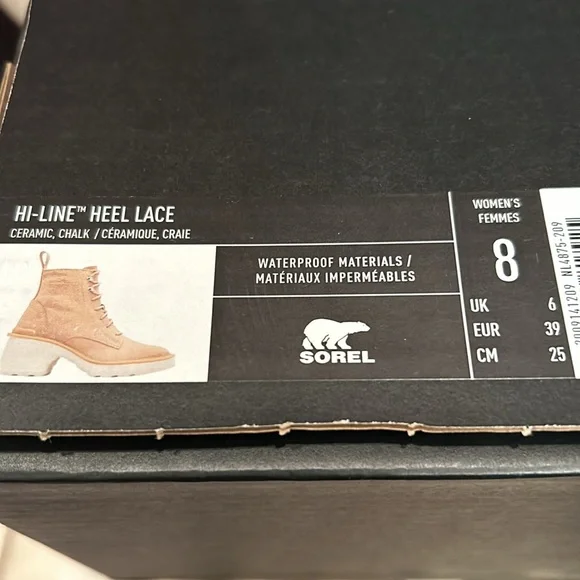 HI-LINE™ HEEL LACE
CERAMIC, CHALK / CÉRAMIQUE, CRAIE
WATERPROOF MATERIALS /
MATÉRIAUX IMPERMÉABLES
SOREL
WOMEN'S
FEMMES
8
UK 6
EUR 39
CM 25
NL4875-209